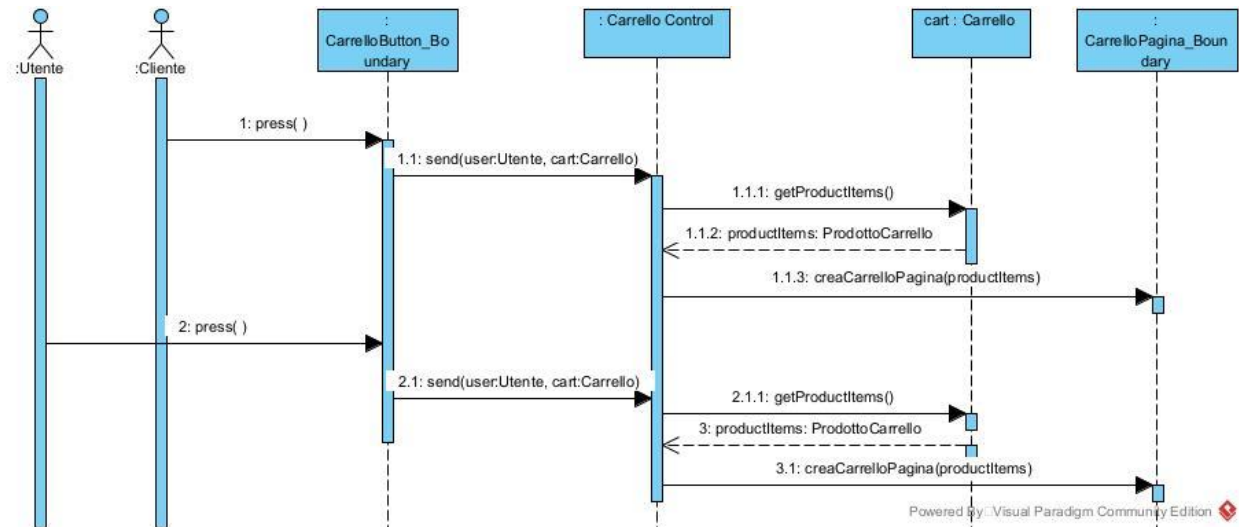 :Utente
:Cliente
:
CarrelloButton_Bo
undary
: Carrello Control
cart : Carrello
:
CarrelloPagina_Boun
dary
1: press( )
1.1: send(user:Utente, cart:Carrello)
1.1.1: getProductItems()
1.1.2: productItems: ProdottoCarrello
1.1.3: creaCarrelloPagina(productItems)
2: press( )
2.1: send(user:Utente, cart:Carrello)
2.1.1: getProductItems()
3: productItems: ProdottoCarrello
3.1: creaCarrelloPagina(productItems)
Powered By Visual Paradigm Community Edition